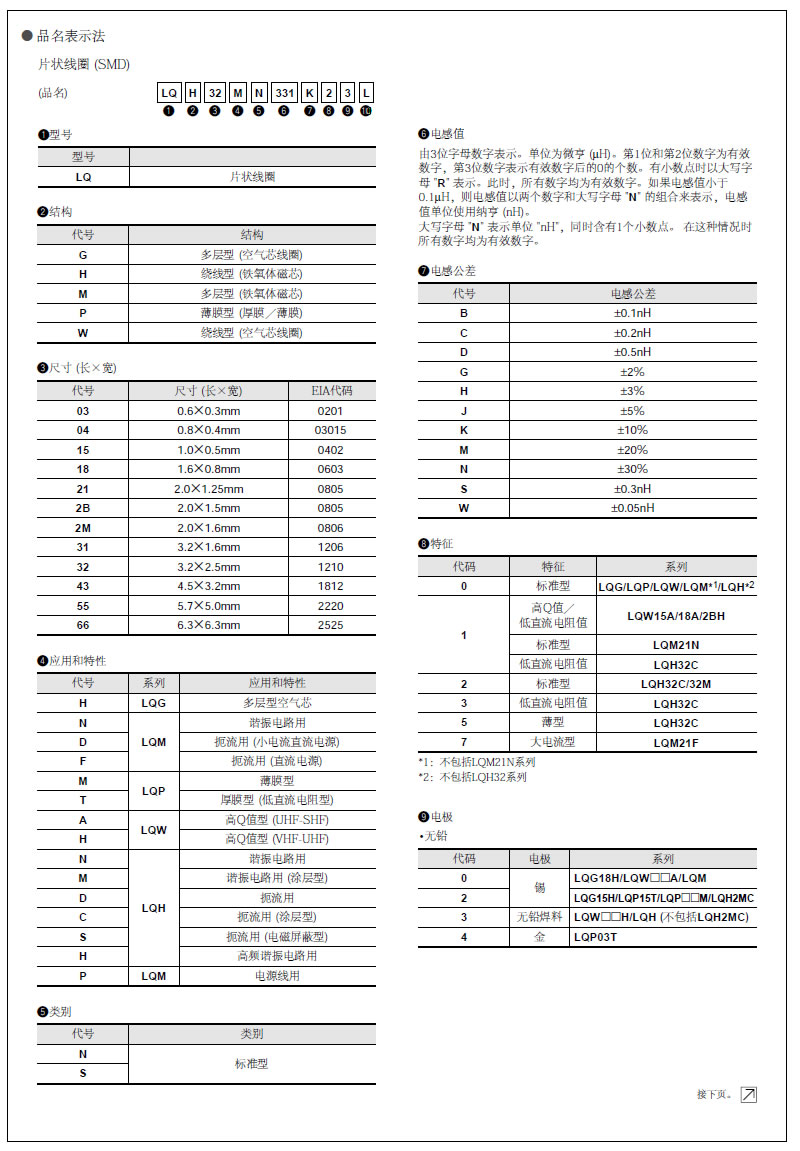 ● 品名表示法
片状线圈 (SMD)
(品名) LQ H 32 M N 331 K 2 3 L
❶ ❷ ❸ ❹ ❺ ❻ ❼ ❽ ❾ ❿
❶型号
型号
LQ 片状线圈
❷结构
代号 结构
G 多层型 (空气芯线圈)
H 绕线型 (铁氧体磁芯)
M 多层型 (铁氧体磁芯)
P 薄膜型 (厚膜／薄膜)
W 绕线型 (空气芯线圈)
❸尺寸 (长×宽)
代号 尺寸 (长×宽) EIA代码
03 0.6×0.3mm 0201
04 0.8×0.4mm 03015
15 1.0×0.5mm 0402
18 1.6×0.8mm 0603
21 2.0×1.25mm 0805
2B 2.0×1.5mm 0805
2M 2.0×1.6mm 0806
31 3.2×1.6mm 1206
32 3.2×2.5mm 1210
43 4.5×3.2mm 1812
55 5.7×5.0mm 2220
66 6.3×6.3mm 2525
❹应用和特性
代号 系列 应用和特性
H LQG 多层型空气芯
N LQM 谐振电路用
D 扼流用 (小电流直流电源)
F 扼流用 (直流电源)
M LQP 薄膜型
T 厚膜型 (低直流电阻型)
A LQW 高Q值型 (UHF-SHF)
H 高Q值型 (VHF-UHF)
N LQH 谐振电路用
M 谐振电路用 (涂层型)
D 扼流用
C 扼流用 (涂层型)
S 扼流用 (电磁屏蔽型)
H 高频谐振电路用
P LQM 电源线用
❺类别
代号 类别
N 标准型
S
❻电感值
由3位字母数字表示。单位为微亨 (μH)。第1位和第2位数字为有效
数字，第3位数字表示有效数字后的0的个数。有小数点时以大写字
母 "R" 表示。此时，所有数字均为有效数字。如果电感值小于
0.1μH，则电感值以两个数字和大写字母 "N" 的组合来表示，电感
值单位使用纳亨 (nH)。
大写字母 "N" 表示单位 "nH"，同时含有1个小数点。 在这种情况时
所有数字均为有效数字。
❼电感公差
代号 电感公差
B ±0.1nH
C ±0.2nH
D ±0.5nH
G ±2%
H ±3%
J ±5%
K ±10%
M ±20%
N ±30%
S ±0.3nH
W ±0.05nH
❽特征
代码 特征 系列
0 标准型 LQG/LQP/LQW/LQM*1/LQH*2
1 高Q值／
低直流电阻值 LQW15A/18A/2BH
标准型 LQM21N
低直流电阻值 LQH32C
2 标准型 LQH32C/32M
3 低直流电阻值 LQH32C
5 薄型 LQH32C
7 大电流型 LQM21F
*1: 不包括LQM21N系列
*2: 不包括LQH32系列
❾电极
•无铅
代码 电极 系列
0 锡 LQG18H/LQW□□A/LQM
2 LQG15H/LQP15T/LQP□□M/LQH2MC
3 无铅焊料 LQW□□H/LQH (不包括LQH2MC)
4 金 LQP03T
接下页。